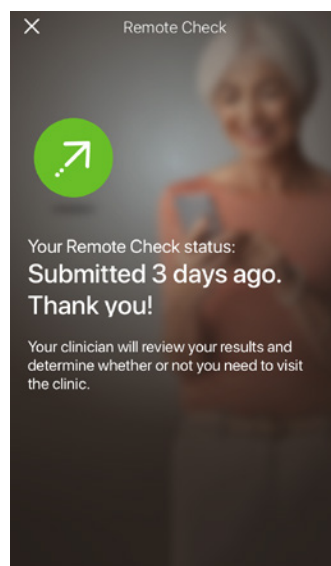 Remote Check
Your Remote Check status:
Submitted 3 days ago.
Thank you!
Your clinician will review your results and
determine whether or not you need to visit
the clinic.